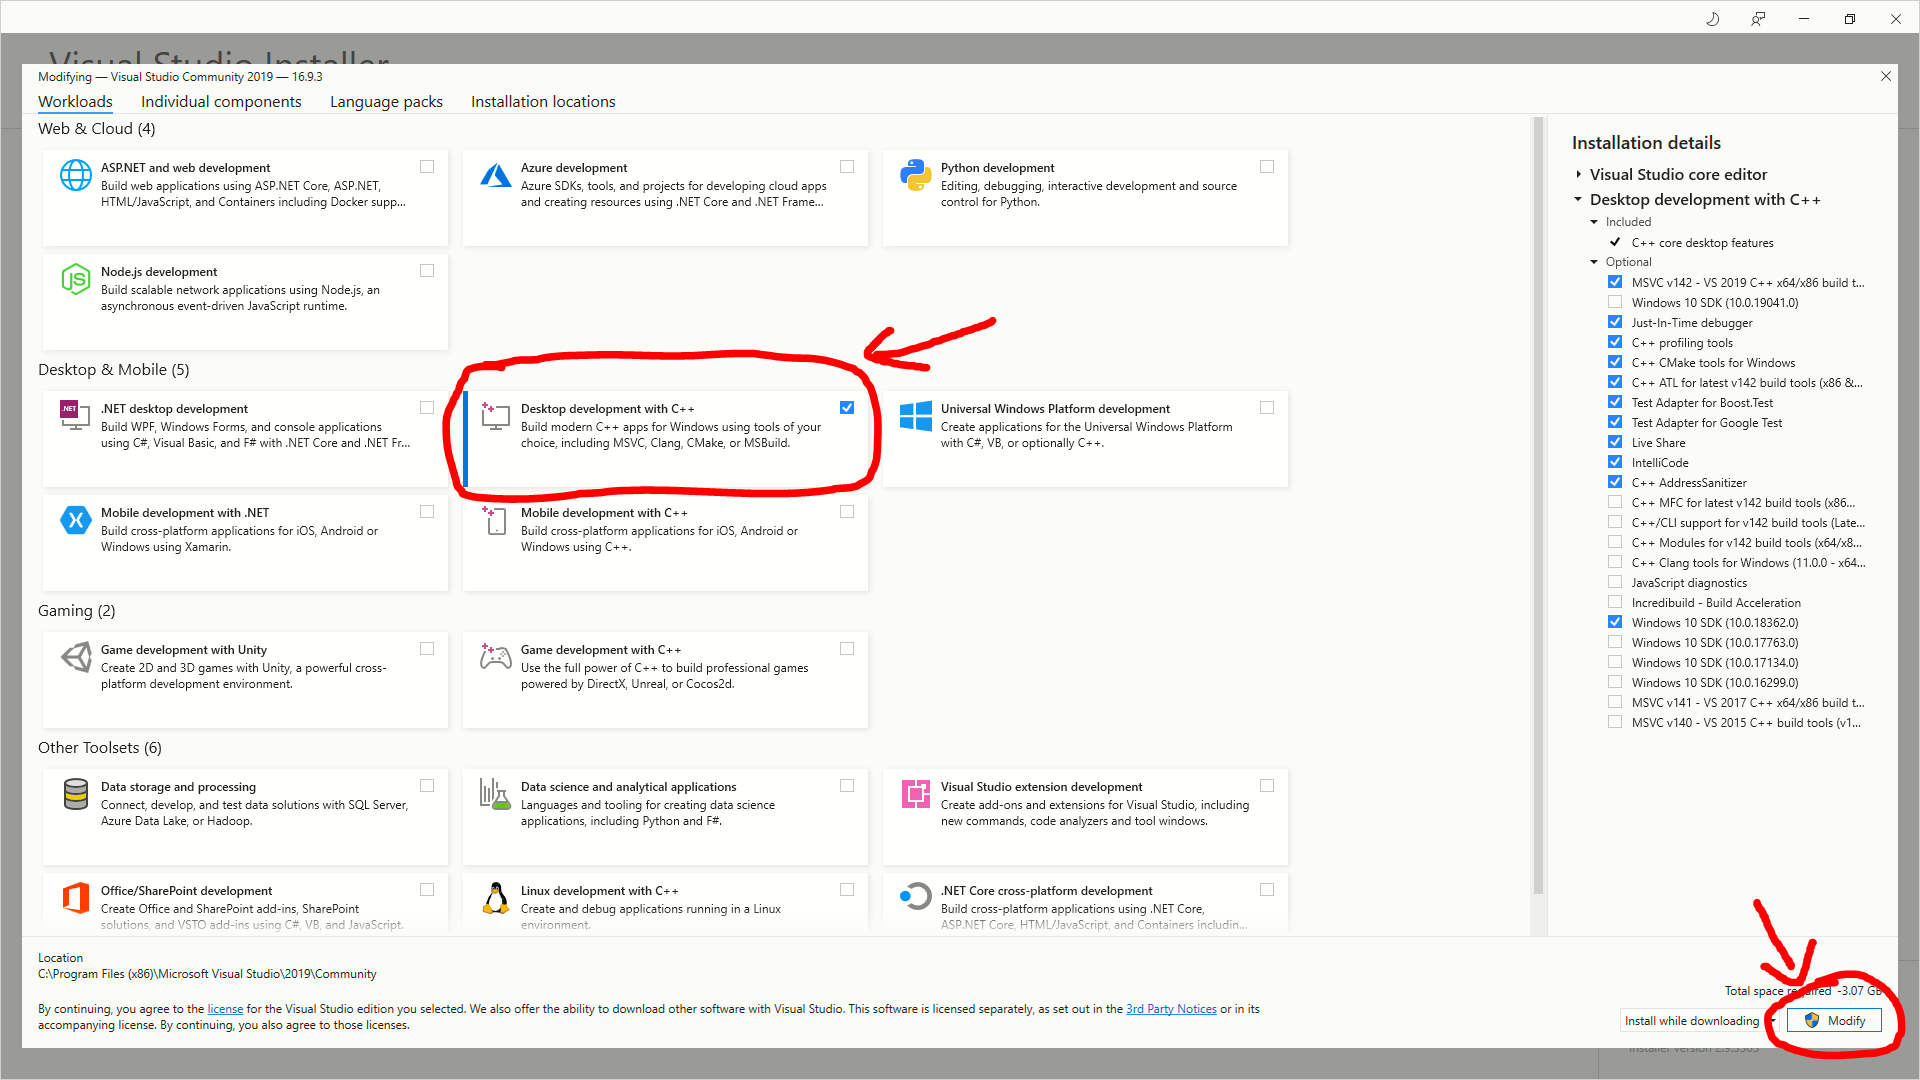 Visual Studio Installer
Modifying — Visual Studio Community 2019 — 16.9.3
Workloads
Individual components
Language packs
Installation locations
Web & Cloud (4)
ASP.NET and web development
Build web applications using ASP.NET Core, ASP.NET,
HTML/JavaScript, and Containers including Docker supp...
Azure development
Azure SDKs, tools, and projects for developing cloud apps
and creating resources using .NET Core and .NET Frame...
Python development
Editing, debugging, interactive development and source
control for Python.
Node.js development
Build scalable network applications using Node.js, an
asynchronous event-driven JavaScript runtime.
Desktop & Mobile (5)
.NET desktop development
Build WPF, Windows Forms, and console applications
using C#, Visual Basic, and F# with .NET Core and .NET Fr...
Desktop development with C++
Build modern C++ apps for Windows using tools of your
choice, including MSVC, Clang, CMake, or MSBuild.
Universal Windows Platform development
Create applications for the Universal Windows Platform
with C#, VB, or optionally C++.
Mobile development with .NET
Build cross-platform applications for iOS, Android or
Windows using Xamarin.
Mobile development with C++
Build cross-platform applications for iOS, Android or
Windows using C++.
Gaming (2)
Game development with Unity
Create 2D and 3D games with Unity, a powerful cross-
platform development environment.
Game development with C++
Use the full power of C++ to build professional games
powered by DirectX, Unreal, or Cocos2d.
Other Toolsets (6)
Data storage and processing
Connect, develop, and test data solutions with SQL Server,
Azure Data Lake, or Hadoop.
Data science and analytical applications
Languages and tooling for creating data science
applications, including Python and F#.
Visual Studio extension development
Create add-ons and extensions for Visual Studio, including
new commands, code analyzers and tool windows.
Office/SharePoint development
Create Office and SharePoint add-ins, SharePoint
solutions, and VSTO add-ins using C#, VB, and JavaScript.
Linux development with C++
Create and debug applications running in a Linux
environment.
.NET Core cross-platform development
Build cross-platform applications using .NET Core,
ASP.NET Core, HTML/JavaScript, and Containers includin...
Installation details
Visual Studio core editor
Desktop development with C++
Included
C++ core desktop features
Optional
MSVC v142 - VS 2019 C++ x64/x86 build t...
Windows 10 SDK (10.0.19041.0)
Just-In-Time debugger
C++ profiling tools
C++ CMake tools for Windows
C++ ATL for latest v142 build tools (x86 &...
Test Adapter for Boost.Test
Test Adapter for Google Test
Live Share
IntelliCode
C++ AddressSanitizer
C++ MFC for latest v142 build tools (x86...
C++/CLI support for v142 build tools (Late...
C++ Modules for v142 build tools (x64/x8...
C++ Clang tools for Windows (11.0.0 - x64...
JavaScript diagnostics
Incredibuild - Build Acceleration
Windows 10 SDK (10.0.18362.0)
Windows 10 SDK (10.0.17763.0)
Windows 10 SDK (10.0.17134.0)
Windows 10 SDK (10.0.16299.0)
MSVC v141 - VS 2017 C++ x64/x86 build t...
MSVC v140 - VS 2015 C++ build tools (v1...
Location
C:\Program Files (x86)\Microsoft Visual Studio\2019\Community
By continuing, you agree to the license for the Visual Studio edition you selected. We also offer the ability to download other software with Visual Studio. This software is licensed separately, as set out in the 3rd Party Notices or in its
accompanying license. By continuing, you also agree to those licenses.
Total space required -3.07 GB
Install while downloading
Modify
Installer version